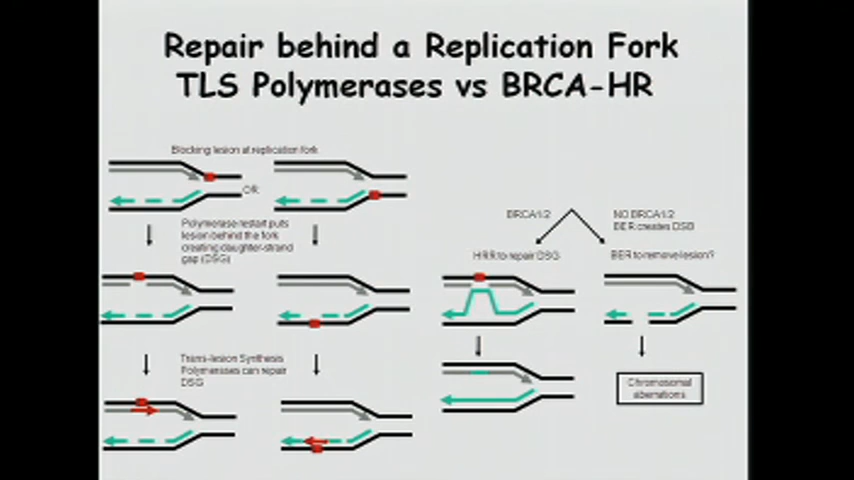 Repair behind a Replication Fork
TLS Polymerases vs BRCA-HR
Blocking lesion at replication fork
OR
Polymerase restart puts
lesion behind the fork
creating daughter-strand
gap (DSG)
Trans-lesion Synthesis
Polymerases can repair
DSG
BRCA1/2
NO BRCA1/2
BER creates DSB
HRR to repair DSG
BER to remove lesion?
Chromosomal
aberrations